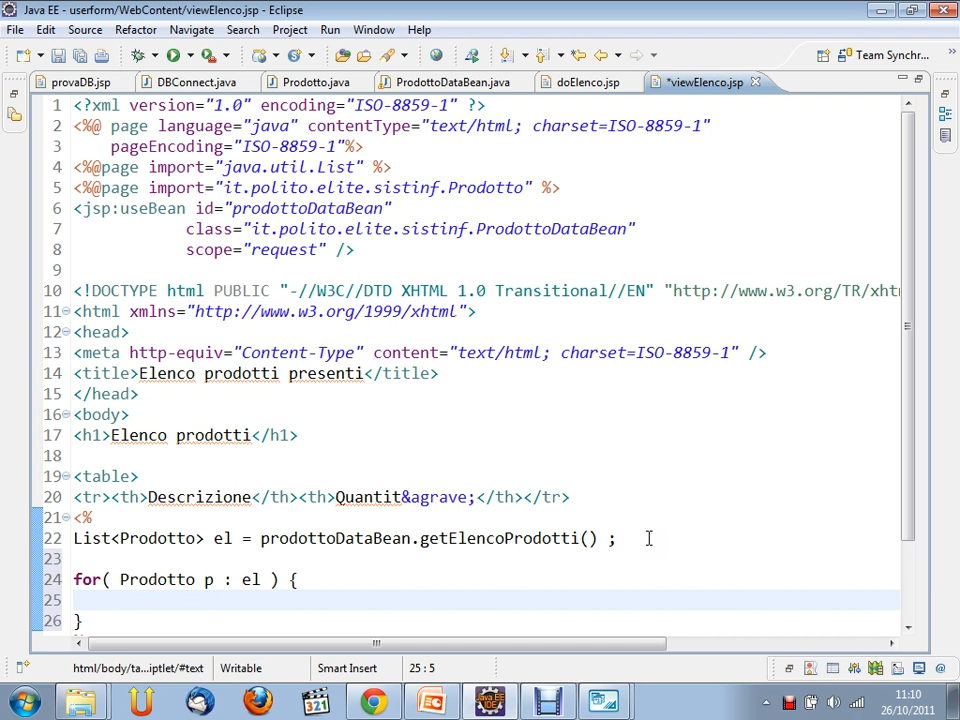 Java EE - userform/WebContent/viewElenco.jsp - Eclipse
File Edit Source Refactor Navigate Search Project Run Window Help
Team Synchr... »
provaDB.jsp DBConnect.java Prodotto.java ProdottoDataBean.java doElenco.jsp *viewElenco.jsp
1 <?xml version="1.0" encoding="ISO-8859-1" ?>
2 <%@ page language="java" contentType="text/html; charset=ISO-8859-1"
3 pageEncoding="ISO-8859-1"%>
4 <%@page import="java.util.List" %>
5 <%@page import="it.polito.elite.sistinf.Prodotto" %>
6 <jsp:useBean id="prodottoDataBean"
7 class="it.polito.elite.sistinf.ProdottoDataBean"
8 scope="request" />
9
10 <!DOCTYPE html PUBLIC "-//W3C//DTD XHTML 1.0 Transitional//EN" "http://www.w3.org/TR/xht
11 <html xmlns="http://www.w3.org/1999/xhtml">
12 <head>
13 <meta http-equiv="Content-Type" content="text/html; charset=ISO-8859-1" />
14 <title>Elenco prodotti presenti</title>
15 </head>
16 <body>
17 <h1>Elenco prodotti</h1>
18
19 <table>
20 <tr><th>Descrizione</th><th>Quantit&agrave;</th></tr>
21 <%
22 List<Prodotto> el = prodottoDataBean.getElencoProdotti() ;
23
24 for( Prodotto p : el ) {
25
26 }
html/body/ta...iptlet/#text Writable Smart Insert 25 : 5
321
Java EE IDE
11:10
26/10/2011